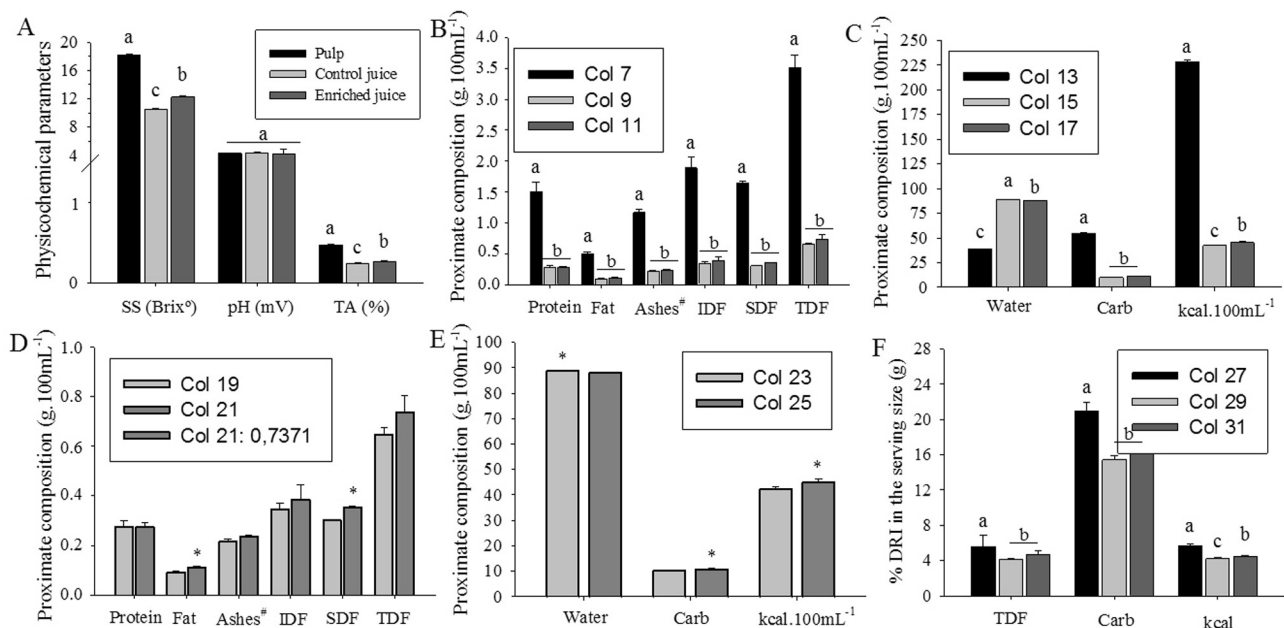 A
Physicochemical parameters
20
18
16
14
12
10
8
6
4
1
0
a
c
b
a
a
c
b
Pulp
Control juice
Enriched juice
SS (Brixº)
pH (mV)
TA (%)
B
Proximate composition (g.100mL⁻¹)
4.0
3.5
3.0
2.5
2.0
1.5
1.0
0.5
0.0
Col 7
Col 9
Col 11
a
b
a
b
a
b
a
b
a
b
a
b
Protein
Fat
Ashes#
IDF
SDF
TDF
C
Proximate composition (g.100mL⁻¹)
250
225
200
175
150
125
100
75
50
25
0
Col 13
Col 15
Col 17
c
a
b
a
b
a
c
b
Water
Carb
kcal.100mL⁻¹
D
Proximate composition (g.100mL⁻¹)
1.0
0.8
0.6
0.4
0.2
0.0
Col 19
Col 21
Col 21: 0,7371
*
*
Protein
Fat
Ashes#
IDF
SDF
TDF
E
Proximate composition (g.100mL⁻¹)
100
90
80
70
60
50
40
30
20
10
0
Col 23
Col 25
*
*
*
Water
Carb
kcal.100mL⁻¹
F
% DRI in the serving size (g)
28
24
20
16
12
8
4
0
Col 27
Col 29
Col 31
a
b
a
b
a
c
b
TDF
Carb
kcal